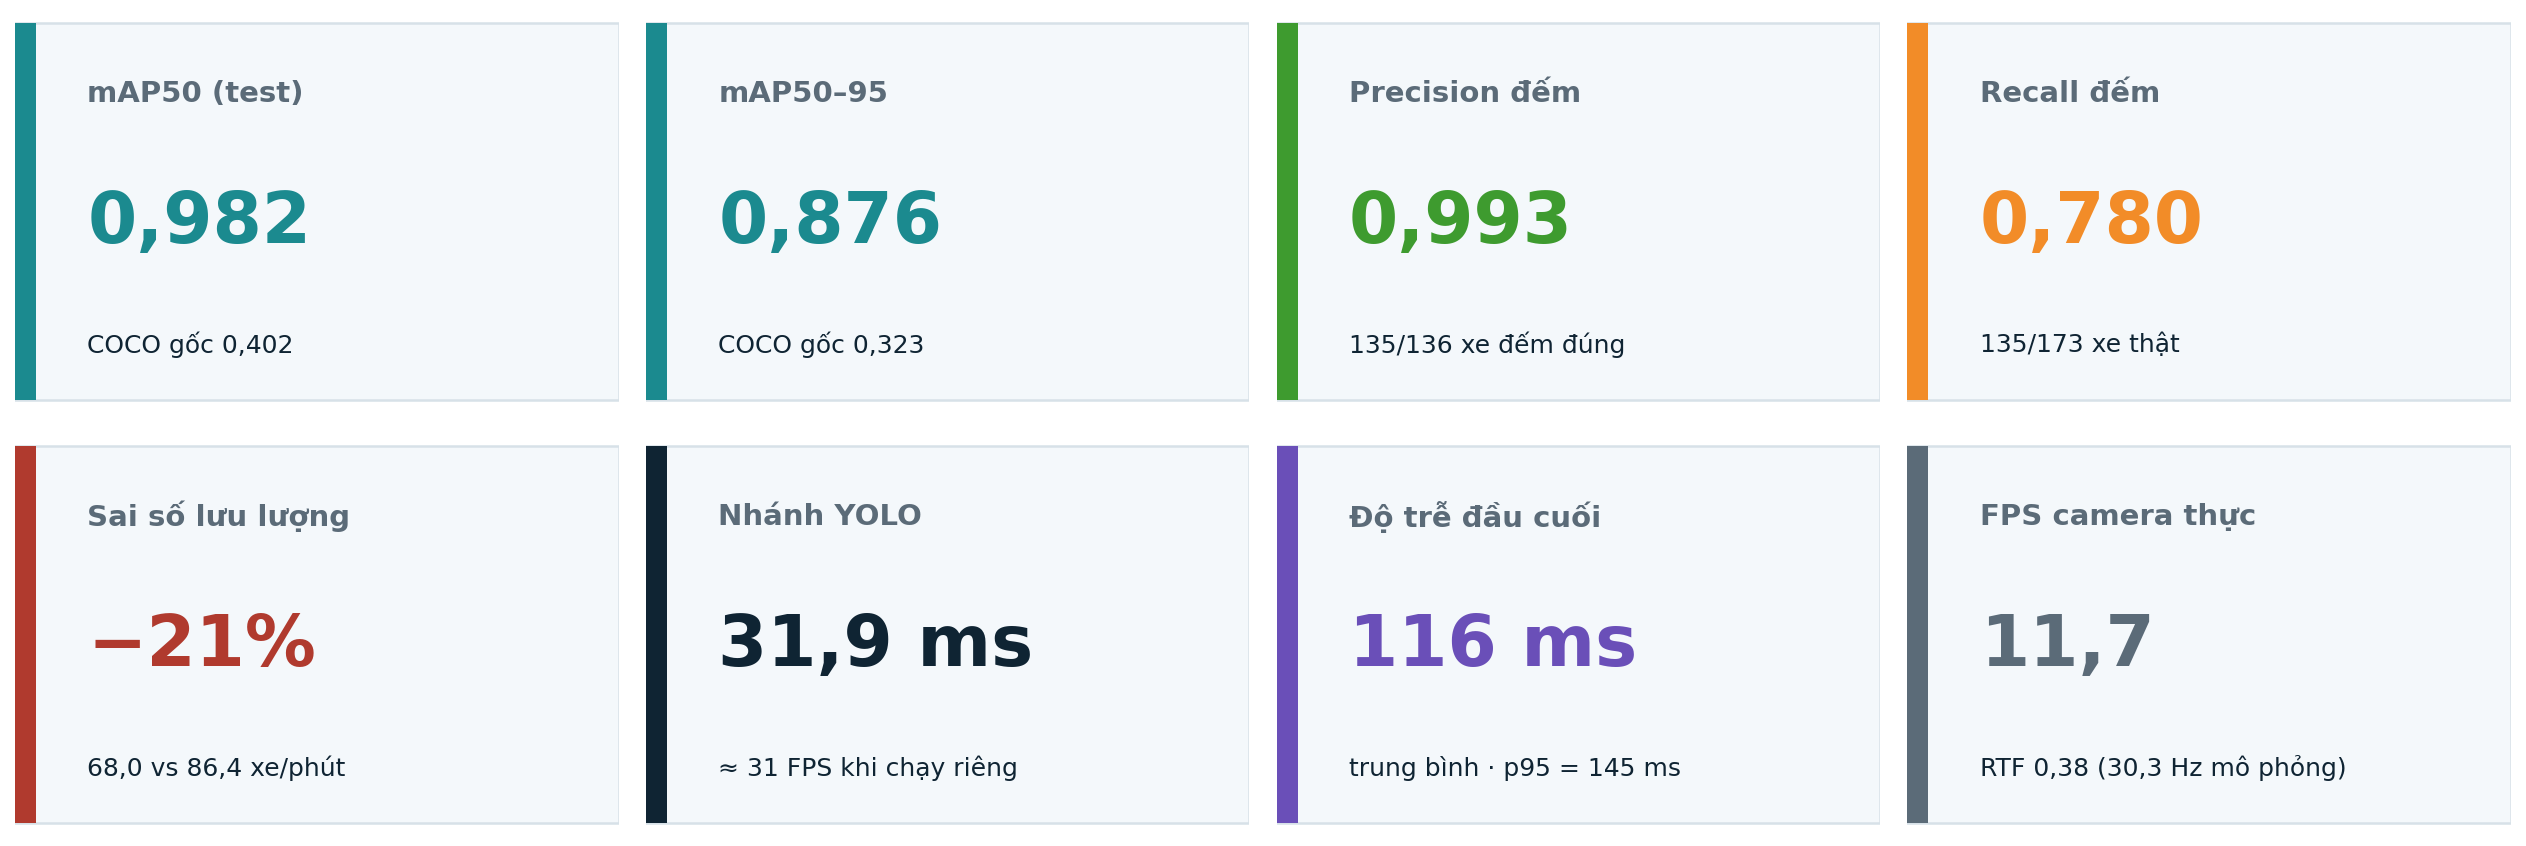 mAP50 (test)
0,982
COCO gốc 0,402
mAP50–95
0,876
COCO gốc 0,323
Precision đếm
0,993
135/136 xe đếm đúng
Recall đếm
0,780
135/173 xe thật
Sai số lưu lượng
−21%
68,0 vs 86,4 xe/phút
Nhánh YOLO
31,9 ms
≈ 31 FPS khi chạy riêng
Độ trễ đầu cuối
116 ms
trung bình · p95 = 145 ms
FPS camera thực
11,7
RTF 0,38 (30,3 Hz mô phỏng)